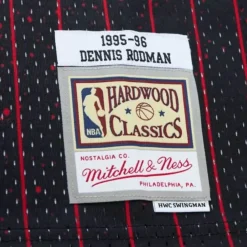 1995-96
DENNIS RODMAN
NBA
HARDWOOD
CLASSICS
NOSTALGIA CO.
Mitchell & Ness
PHILADELPHIA, PA.
HWC SWINGMAN